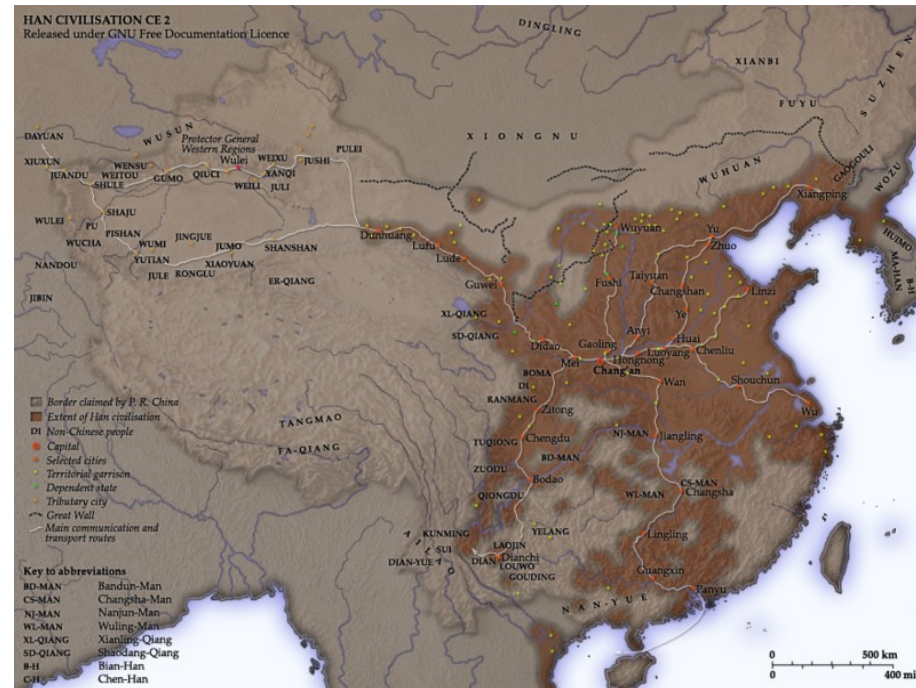 HAN CIVILISATION CE 2
Released under GNU Free Documentation Licence
DINGLING
XIANBI
SUZHEN
FUYU
XIONGNU
DAYUAN
WUSUN
Protector General
Western Regions
Wulei
WEIXU
JUSHI
PULEI
XIUXUN
JUANDU
WENSU
WEITOU
SHULE
GUMO
QIUCI
YANQI
WEILI
JULI
WUHUAN
GAOGOULI
WOZU
Xiangping
WULEI
SHAJU
PU
PISHAN
WUCHA
WUMI
JINGJUE
JUMO
SHANSHAN
YUTIAN
XIAOYUAN
JULE
RONGLU
NANDOU
ER-QIANG
JIBIN
Dunhuang
Lufu
Lude
Guwei
Wuyuan
Yu
Zhuo
HUIMO
MA-HAN
B-H
Fushi
Taiyuan
Changshan
Linzi
XL-QIANG
SD-QIANG
Ye
Anyi
Didao
Gaoling
Huai
Mei
Hongnong
Luoyang
Chenliu
Chang'an
BOMA
DI
Wan
Shouchun
RANMANG
Zitong
Wu
TANGMAO
FA-QIANG
TUQIONG
Chengdu
NJ-MAN
Jiangling
BD-MAN
ZUODU
Bodao
CS-MAN
WL-MAN
Changsha
QIONGDU
KUNMING
YELANG
Lingling
SUI
LAOJIN
AILAO
DIAN-YUE
DIAN
Dianchi
LOUWO
GOUDING
Guangxin
NAN-YUE
Panyu
Border claimed by P. R. China
Extent of Han civilisation
DI Non-Chinese people
Capital
Selected cities
Territorial garrison
Dependent state
Tributary city
Great Wall
Main communication and
transport routes
Key to abbreviations
BD-MAN Bandun-Man
CS-MAN Changsha-Man
NJ-MAN Nanjun-Man
WL-MAN Wuling-Man
XL-QIANG Xianling-Qiang
SD-QIANG Shaodang-Qiang
B-H Bian-Han
C-H Chen-Han
0 500 km
0 400 mi